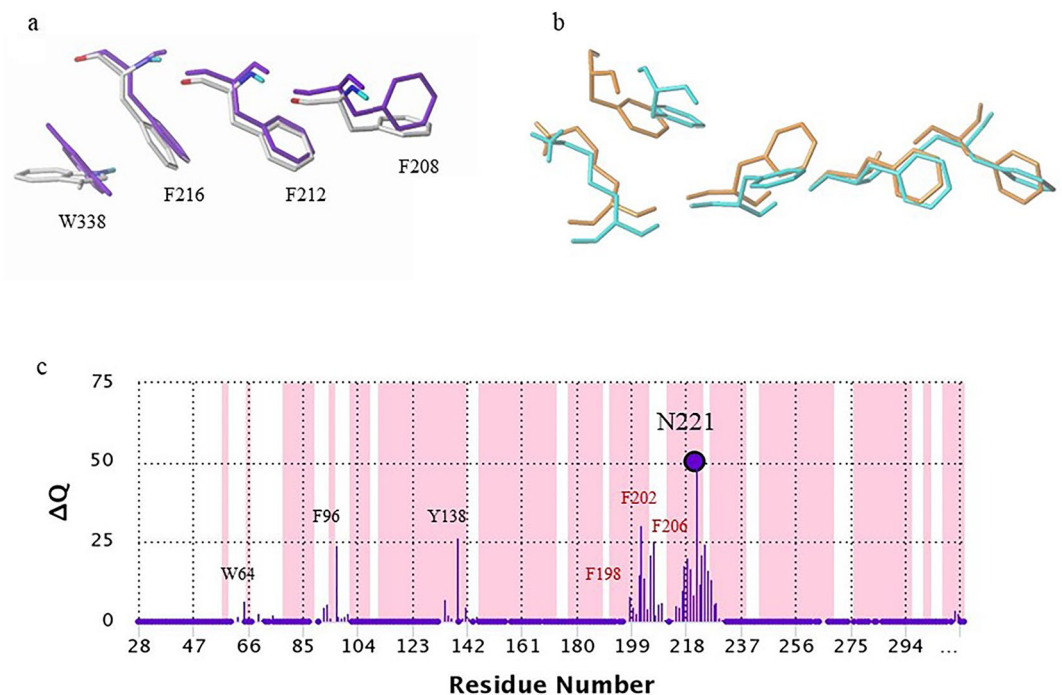 a
b
W338
F216
F212
F208
c
75
50
25
0
ΔQ
W64
F96
Y138
F198
F202
F206
N221
28 47 66 85 104 123 142 161 180 199 218 237 256 275 294 ...
Residue Number